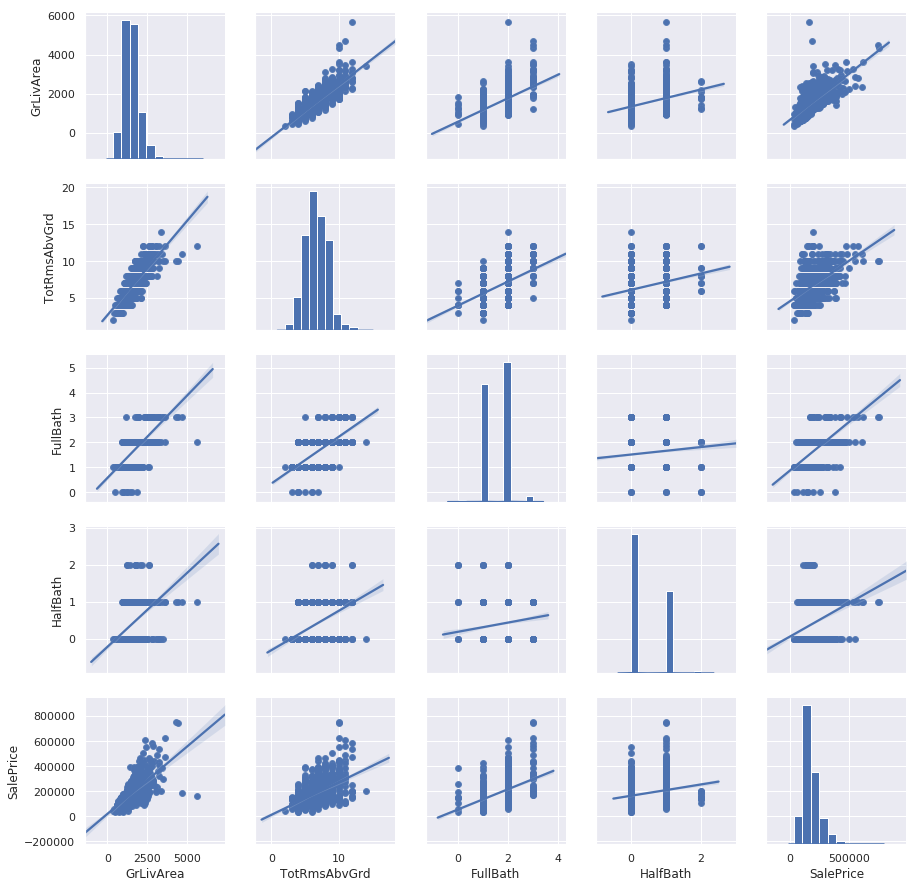 6000
4000
2000
0
GrLivArea
20
15
10
5
TotRmsAbvGrd
5
4
3
2
1
0
FullBath
3
2
1
0
HalfBath
800000
600000
400000
200000
0
−200000
SalePrice
0 2500 5000
0 10
0 2 4
0 2
0 500000
GrLivArea
TotRmsAbvGrd
FullBath
HalfBath
SalePrice